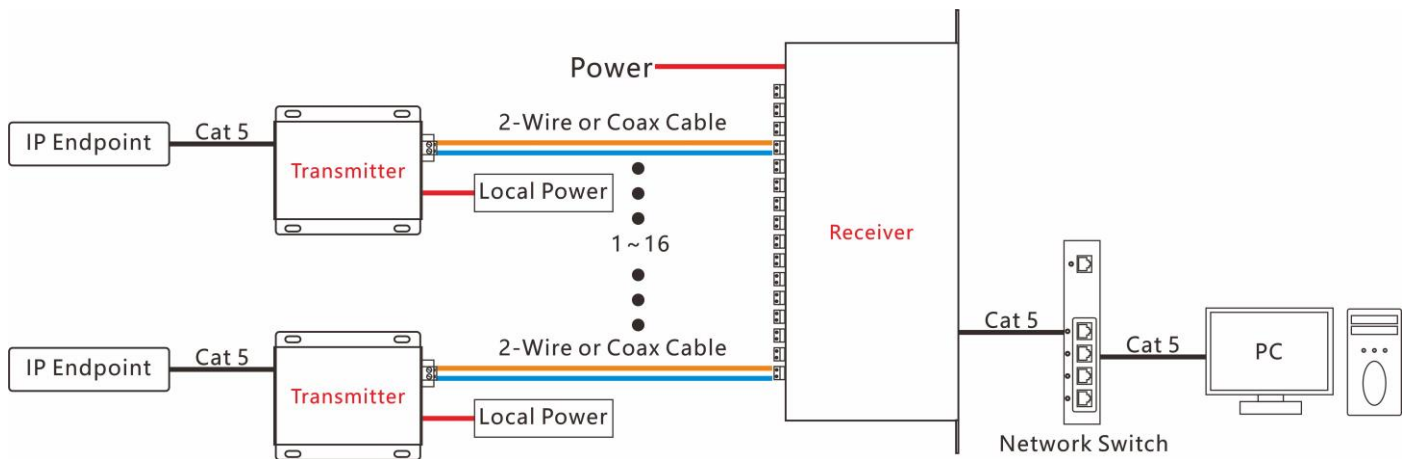 Power
IP Endpoint
Cat 5
Transmitter
2-Wire or Coax Cable
Local Power
1~16
Receiver
IP Endpoint
Cat 5
Transmitter
2-Wire or Coax Cable
Local Power
Cat 5
Network Switch
Cat 5
PC